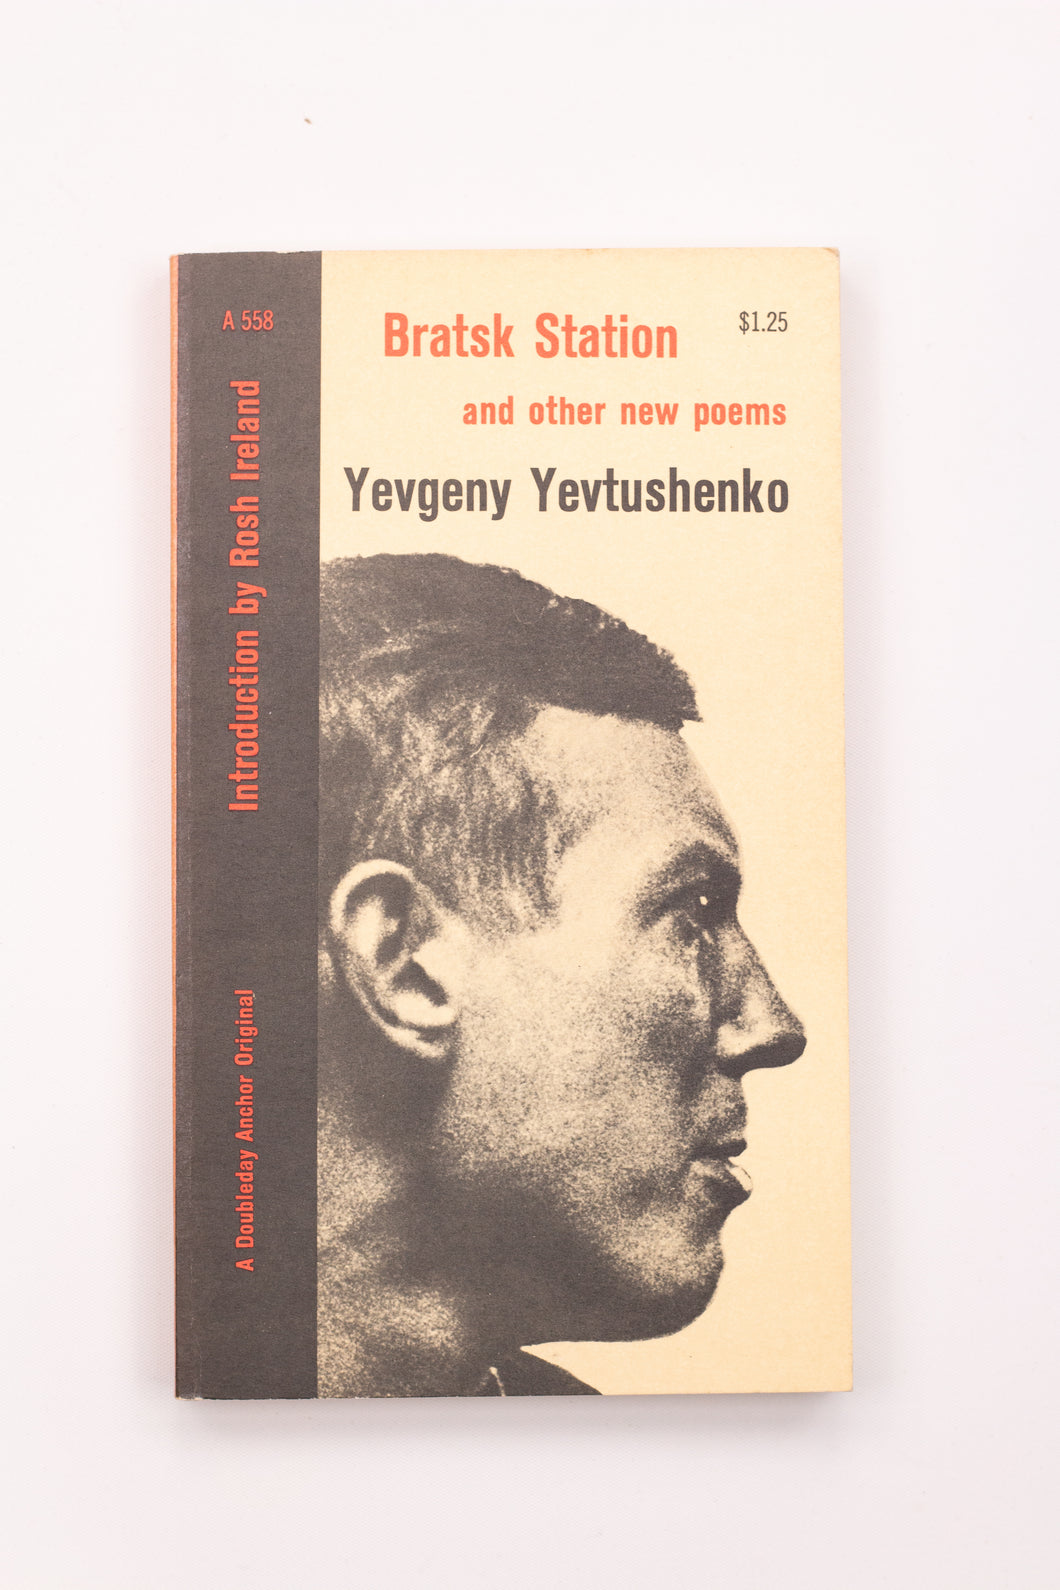 A 558
Bratsk Station
$1.25
and other new poems
Yevgeny Yevtushenko
Introduction by Rosh Ireland
A Doubleday Anchor Original